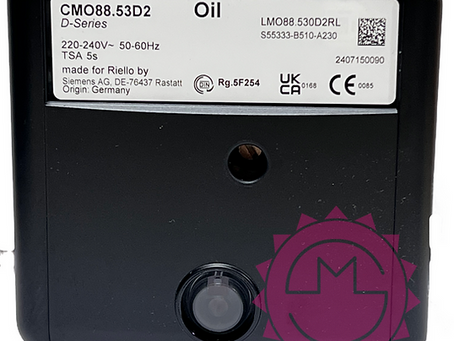 CMO88.53D2
Oil
D-Series
LMO88.530D2RL
S55333-B510-A230
220-240V~ 50-60Hz
TSA 5s
2407150090
made for Riello by
Siemens AG, DE-76437 Rastatt
Origin: Germany
DIN
Rg.5F254
UK CA 0168
CE 0085